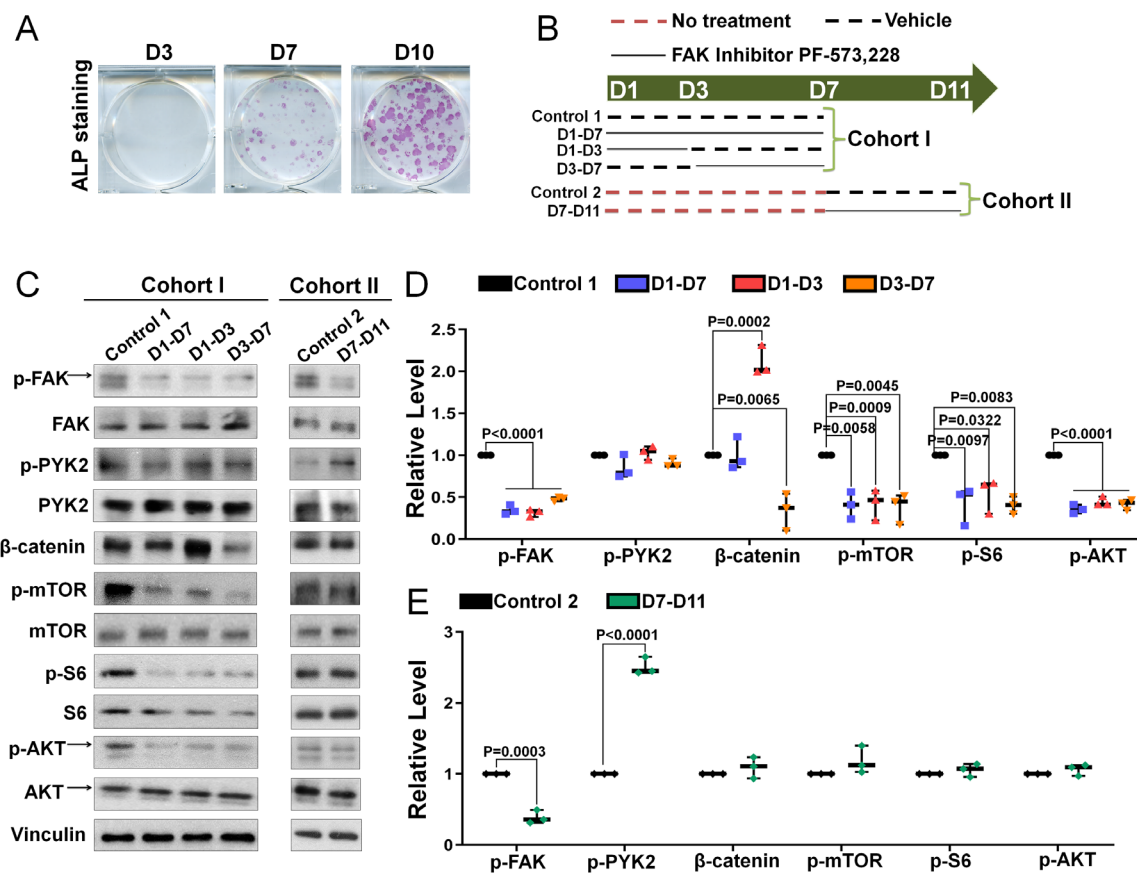 A
D3 D7 D10
ALP staining
B
No treatment Vehicle
FAK Inhibitor PF-573,228
D1 D3 D7 D11
Control 1
D1-D7
D1-D3
D3-D7
Cohort I
Control 2
D7-D11
Cohort II
C
Cohort I Cohort II
Control 1 D1-D7 D1-D3 D3-D7 Control 2 D7-D11
p-FAK
FAK
p-PYK2
PYK2
β-catenin
p-mTOR
mTOR
p-S6
S6
p-AKT
AKT
Vinculin
D
Control 1 D1-D7 D1-D3 D3-D7
Relative Level
2.5
2.0
1.5
1.0
0.5
0.0
P<0.0001
P=0.0002
P=0.0065
P=0.0045
P=0.0009
P=0.0058
P=0.0083
P=0.0322
P=0.0097
P<0.0001
p-FAK p-PYK2 β-catenin p-mTOR p-S6 p-AKT
E
Control 2 D7-D11
Relative Level
3
2
1
0
P=0.0003
P<0.0001
p-FAK p-PYK2 β-catenin p-mTOR p-S6 p-AKT